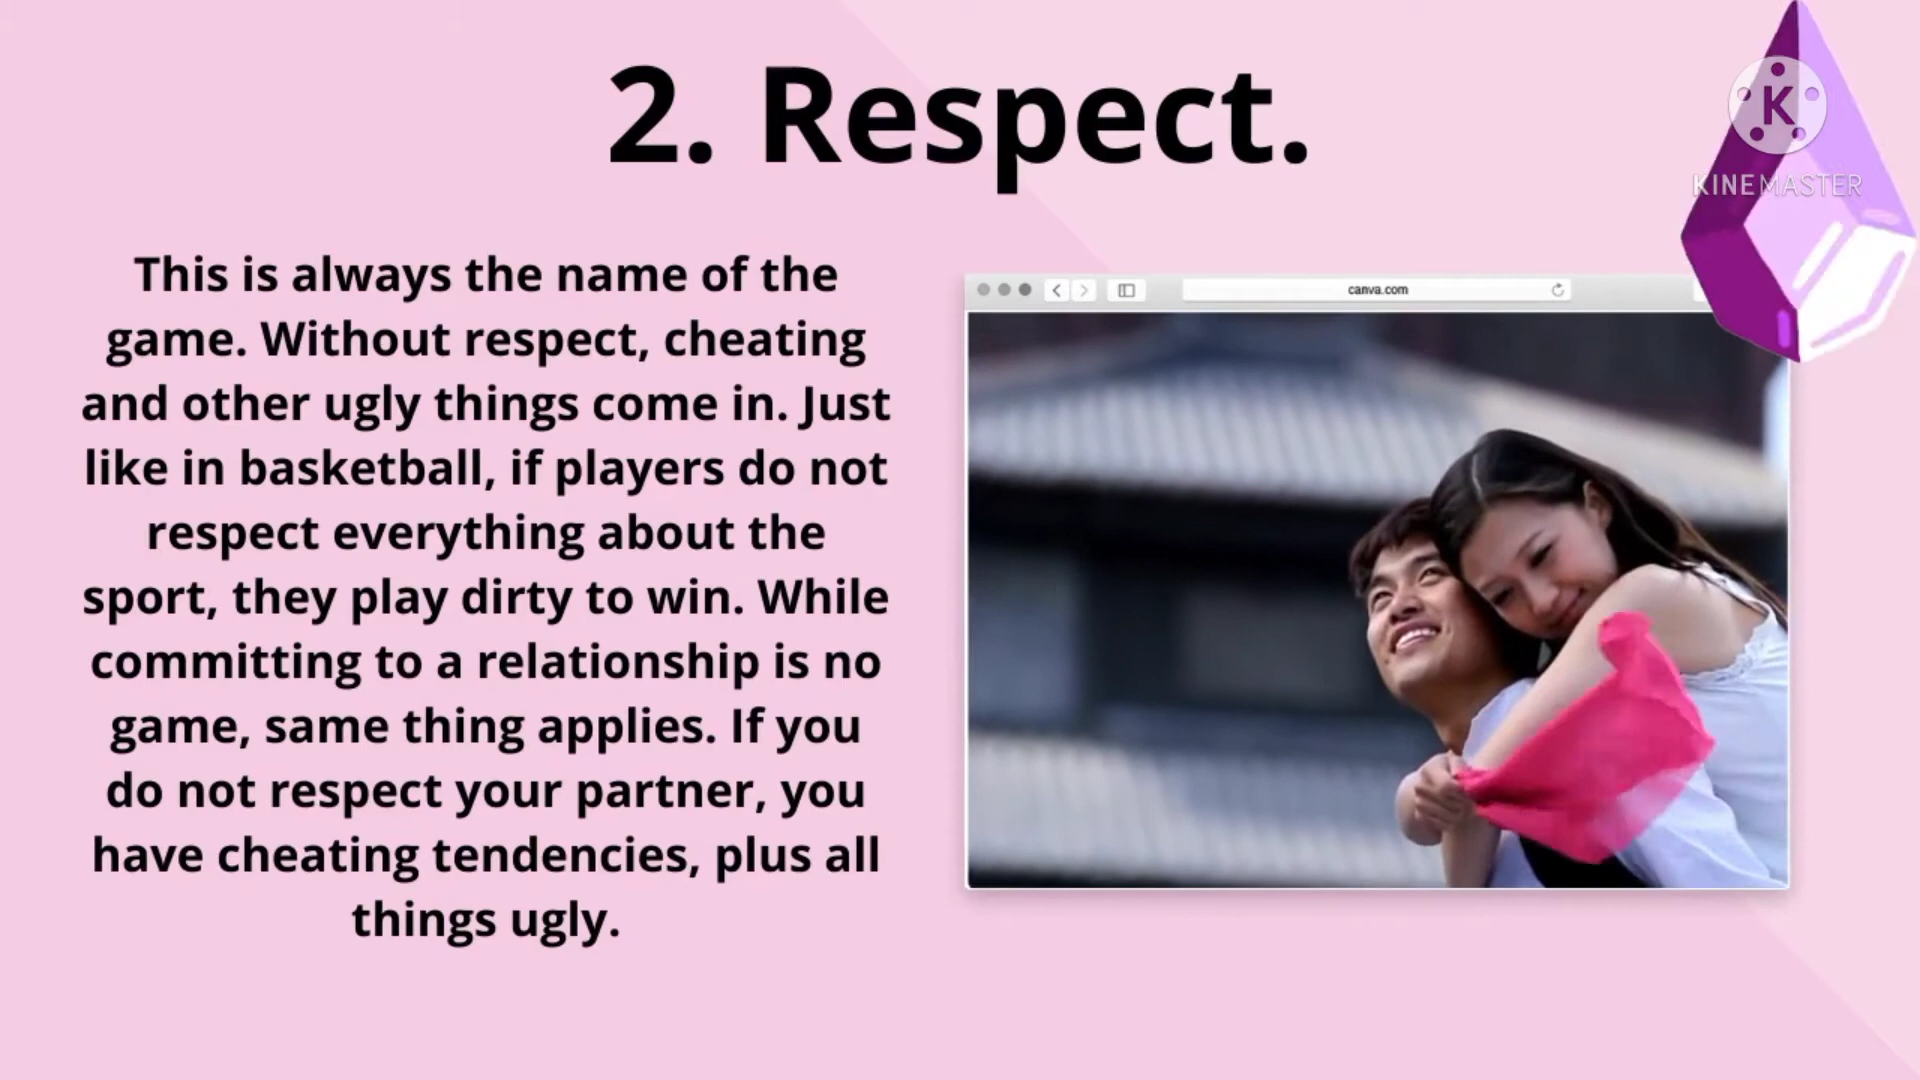 2. Respect.
This is always the name of the
game. Without respect, cheating
and other ugly things come in. Just
like in basketball, if players do not
respect everything about the
sport, they play dirty to win. While
committing to a relationship is no
game, same thing applies. If you
do not respect your partner, you
have cheating tendencies, plus all
things ugly.
canva.com
K
KINEMASTER